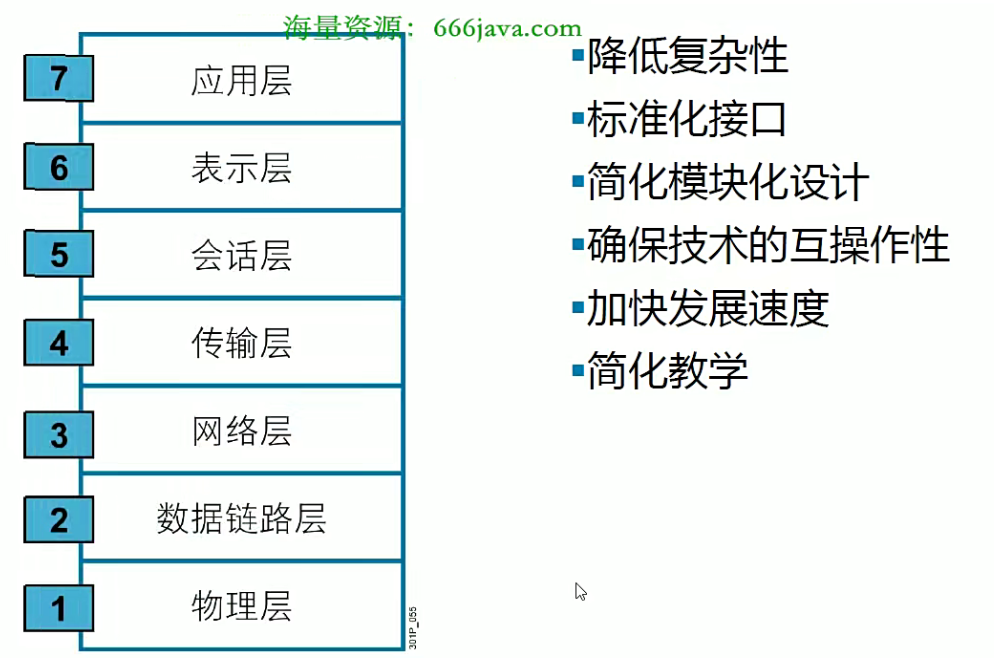 海量资源：666java.com
7 应用层
6 表示层
5 会话层
4 传输层
3 网络层
2 数据链路层
1 物理层
301P_055
▪降低复杂性
▪标准化接口
▪简化模块化设计
▪确保技术的互操作性
▪加快发展速度
▪简化教学